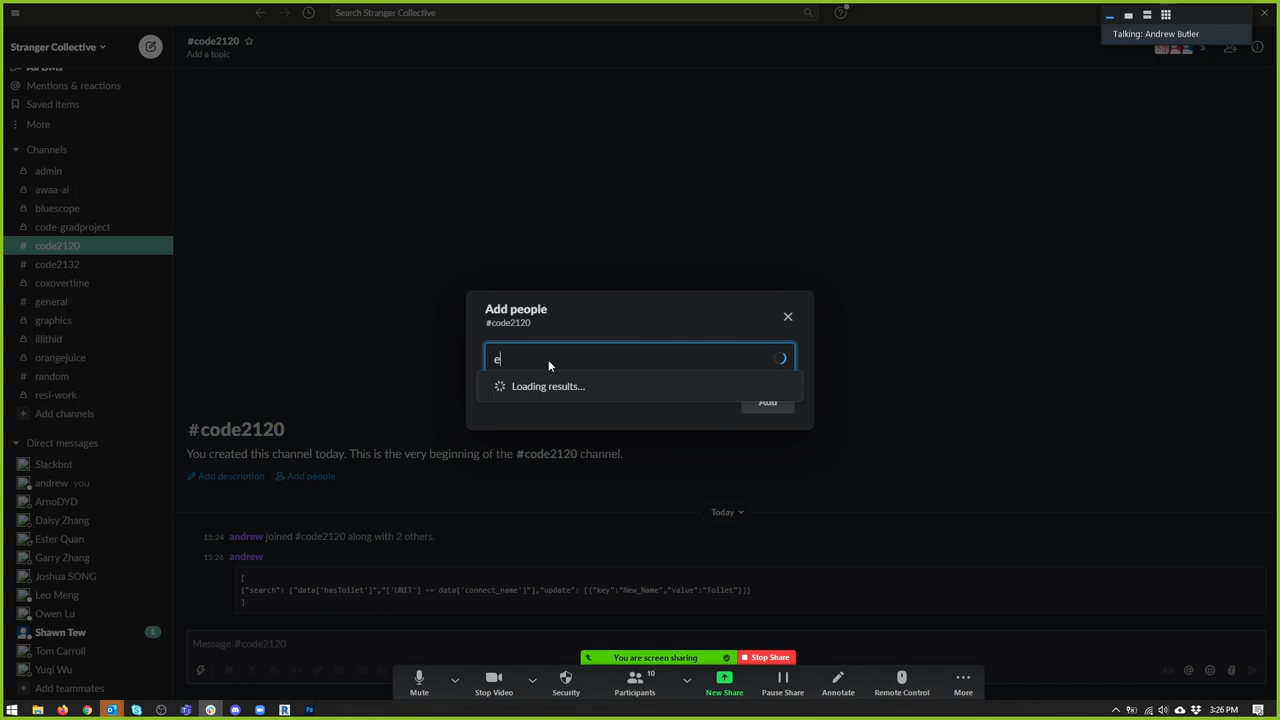 Search Stranger Collective
Talking: Andrew Butler
Stranger Collective
#code2120
Add a topic
All DMs
Mentions & reactions
Saved items
More
Channels
admin
awaa-ai
bluescope
code-gradproject
# code2120
# code2132
coxovertime
# general
graphics
illithid
orangejuice
# random
resi-work
+ Add channels
Direct messages
Slackbot
andrew you
ArnoDYD
Daisy Zhang
Ester Quan
Garry Zhang
Joshua SONG
Leo Meng
Owen Lu
Shawn Tew 1
Tom Carroll
Yuqi Wu
+ Add teammates
Add people
#code2120
e
Loading results...
Add
#code2120
You created this channel today. This is the very beginning of the #code2120 channel.
Add description Add people
Today
15:24 andrew joined #code2120 along with 2 others.
15:26 andrew
[
{"search": ["data['hasToilet']","['UNIT'] == data['connect_name']"],"update": [{"key":"New_Name","value":"Toilet"}]}
]
Message #code2120
You are screen sharing Stop Share
Mute Stop Video Security Participants 10 New Share Pause Share Annotate Remote Control More
3:26 PM